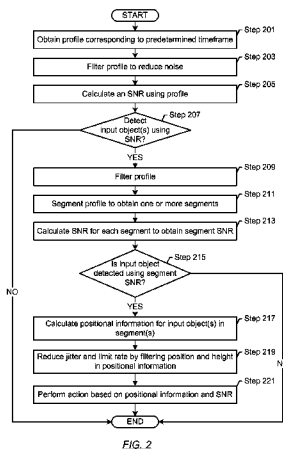 START
Step 201
Obtain profile corresponding to predetermined timeframe
Step 203
Filter profile to reduce noise
Step 205
Calculate an SNR using profile
Step 207
Detect
input object(s) using
SNR?
YES
Step 209
Filter profile
Step 211
Segment profile to obtain one or more segments
Step 213
Calculate SNR for each segment to obtain segment SNR
Step 215
Is input object
detected using segment
SNR?
NO
YES
Step 217
Calculate positional information for input object(s) in
segment(s)
Step 219
Reduce jitter and limit rate by filtering position and height
in positional information
N
Step 221
Perform action based on positional information and SNR
END
FIG. 2